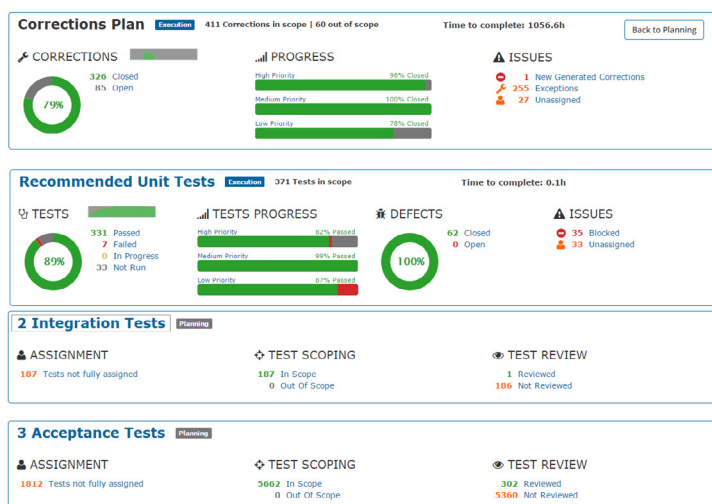 Corrections Plan Execution 411 Corrections in scope | 60 out of scope Time to complete: 1056.6h Back to Planning
CORRECTIONS PROGRESS ISSUES
326 Closed
85 Open
79%
High Priority 96% Closed
Medium Priority 100% Closed
Low Priority 78% Closed
1 New Generated Corrections
255 Exceptions
27 Unassigned
Recommended Unit Tests Execution 371 Tests in scope Time to complete: 0.1h
TESTS TESTS PROGRESS DEFECTS ISSUES
331 Passed
7 Failed
0 In Progress
33 Not Run
89%
High Priority 82% Passed
Medium Priority 99% Passed
Low Priority 87% Passed
62 Closed
0 Open
100%
35 Blocked
33 Unassigned
2 Integration Tests Planning
ASSIGNMENT TEST SCOPING TEST REVIEW
187 Tests not fully assigned 187 In Scope 1 Reviewed
0 Out Of Scope 186 Not Reviewed
3 Acceptance Tests Planning
ASSIGNMENT TEST SCOPING TEST REVIEW
1812 Tests not fully assigned 5662 In Scope 302 Reviewed
0 Out Of Scope 5360 Not Reviewed